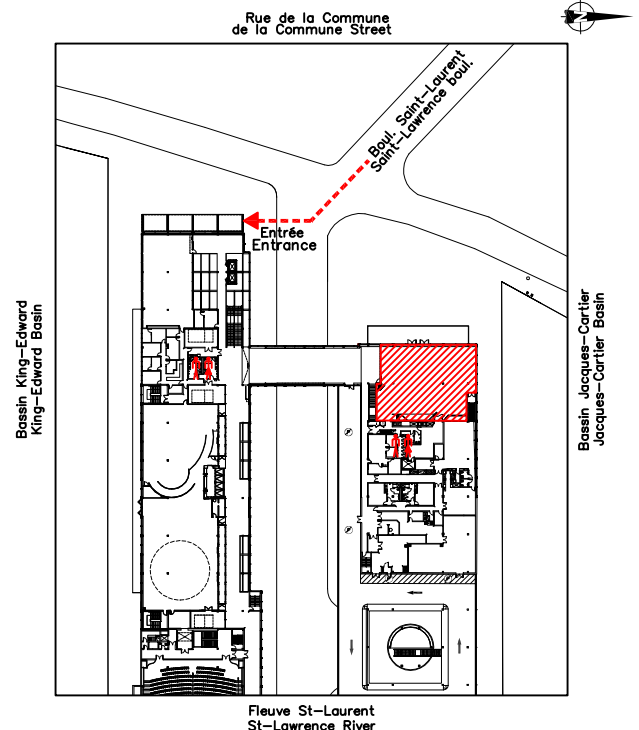 Rue de la Commune
de la Commune Street
N
Boul. Saint-Laurent
Saint-Lawrence boul.
Entrée
Entrance
Bassin King-Edward
King-Edward Basin
Bassin Jacques-Cartier
Jacques-Cartier Basin
Fleuve St-Laurent
St-Lawrence River